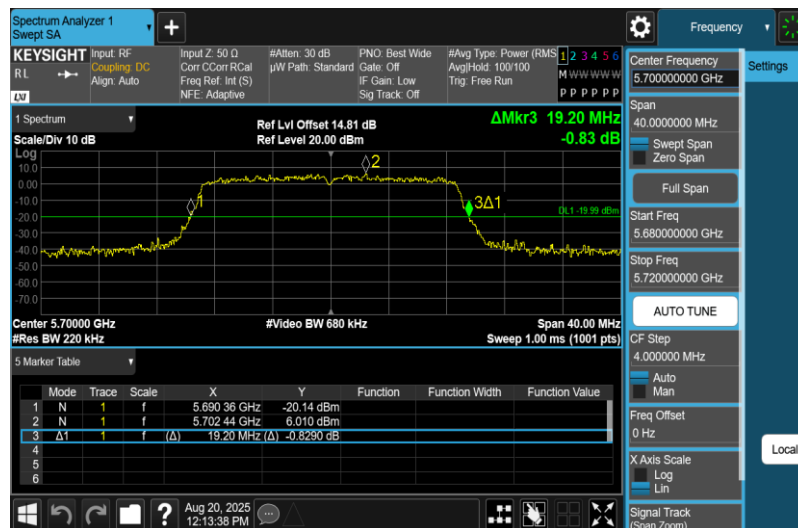 Spectrum Analyzer 1
Swept SA
Frequency
KEYSIGHT
RL
LXI
Input: RF
Coupling: DC
Align: Auto
Input Z: 50 Ω
Corr CCorr RCal
Freq Ref: Int (S)
NFE: Adaptive
#Atten: 30 dB
µW Path: Standard
PNO: Best Wide
Gate: Off
IF Gain: Low
Sig Track: Off
#Avg Type: Power (RMS
Avg|Hold: 100/100
Trig: Free Run
1 2 3 4 5 6
M W W W W W
P P P P P P
1 Spectrum
Scale/Div 10 dB
Ref Lvl Offset 14.81 dB
Ref Level 20.00 dBm
ΔMkr3 19.20 MHz
-0.83 dB
Log
10.0
0.00
-10.0
-20.0
-30.0
-40.0
-50.0
-60.0
-70.0
1
2
3Δ1
DL1 -19.99 dBm
Center 5.70000 GHz
#Video BW 680 kHz
Span 40.00 MHz
#Res BW 220 kHz
Sweep 1.00 ms (1001 pts)
5 Marker Table
Mode Trace Scale X Y Function Function Width Function Value
1 N 1 f 5.690 36 GHz -20.14 dBm
2 N 1 f 5.702 44 GHz 6.010 dBm
3 Δ1 1 f (Δ) 19.20 MHz (Δ) -0.8290 dB
4
5
6
Aug 20, 2025
12:13:38 PM
Center Frequency
5.700000000 GHz
Span
40.0000000 MHz
Swept Span
Zero Span
Full Span
Start Freq
5.680000000 GHz
Stop Freq
5.720000000 GHz
AUTO TUNE
CF Step
4.000000 MHz
Auto
Man
Freq Offset
0 Hz
X Axis Scale
Log
Lin
Signal Track
(Span Zoom)
Settings
Local